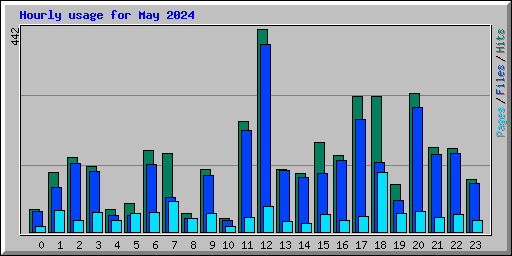 Hourly usage for May 2024
442
Pages / Files / Hits
0 1 2 3 4 5 6 7 8 9 10 11 12 13 14 15 16 17 18 19 20 21 22 23